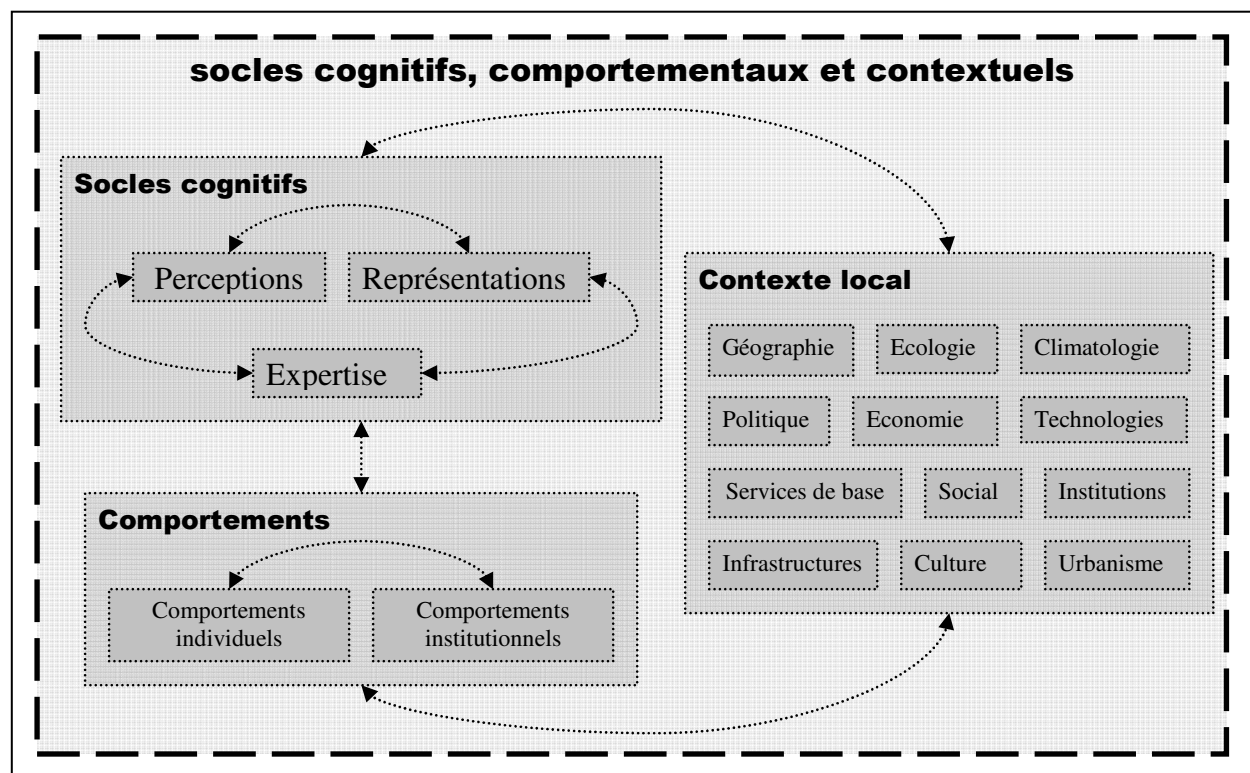 socles cognitifs, comportementaux et contextuels
Socles cognitifs
Perceptions
Représentations
Expertise
Comportements
Comportements
individuels
Comportements
institutionnels
Contexte local
Géographie
Ecologie
Climatologie
Politique
Economie
Technologies
Services de base
Social
Institutions
Infrastructures
Culture
Urbanisme